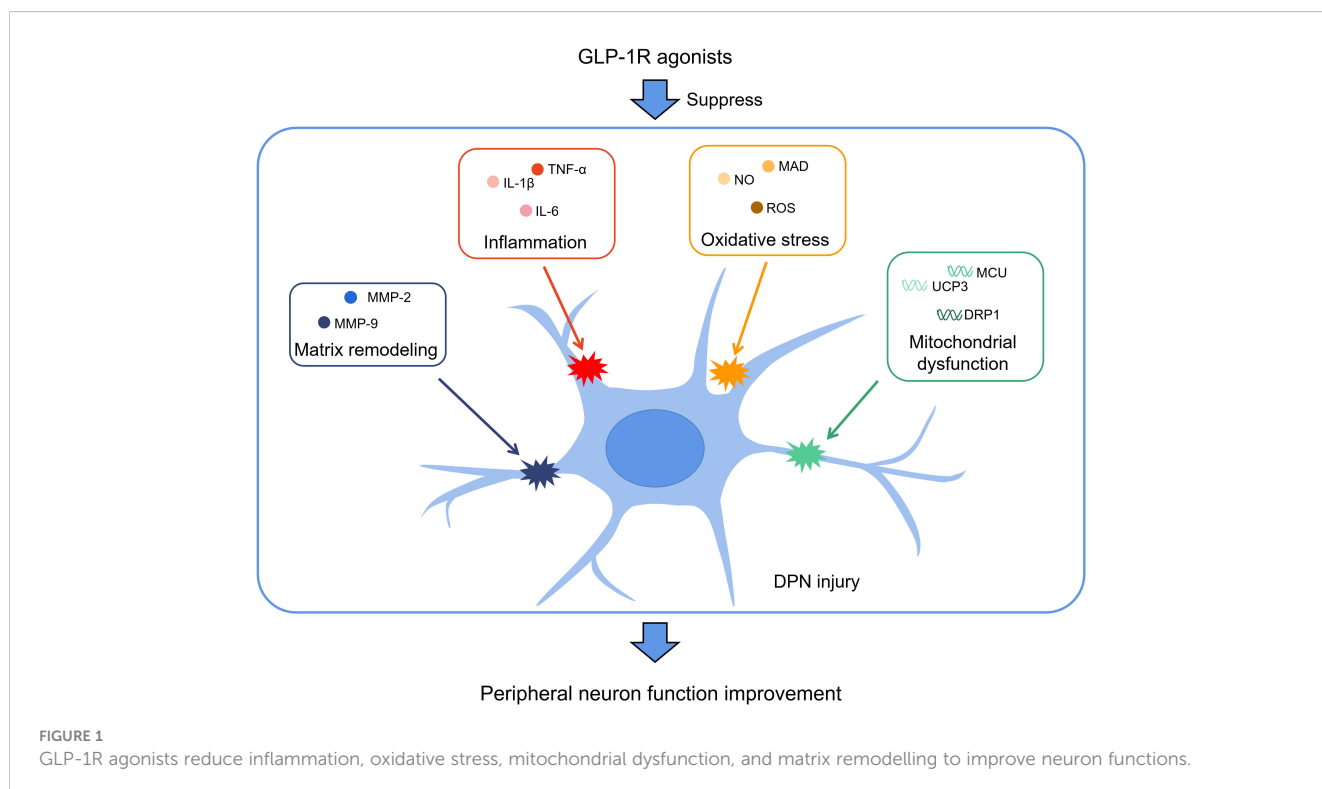 GLP-1R agonists
Suppress
TNF-α
IL-1β
IL-6
Inflammation
MAD
NO
ROS
Oxidative stress
MCU
UCP3
DRP1
Mitochondrial
dysfunction
MMP-2
MMP-9
Matrix remodeling
DPN injury
Peripheral neuron function improvement
FIGURE 1
GLP-1R agonists reduce inflammation, oxidative stress, mitochondrial dysfunction, and matrix remodelling to improve neuron functions.